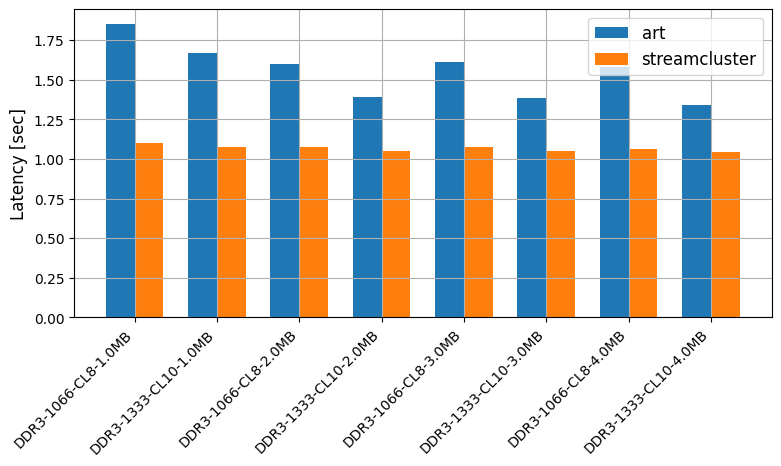 art
streamcluster
Latency [sec]
1.75
1.50
1.25
1.00
0.75
0.50
0.25
0.00
DDR3-1066-CL8-1.0MB
DDR3-1333-CL10-1.0MB
DDR3-1066-CL8-2.0MB
DDR3-1333-CL10-2.0MB
DDR3-1066-CL8-3.0MB
DDR3-1333-CL10-3.0MB
DDR3-1066-CL8-4.0MB
DDR3-1333-CL10-4.0MB